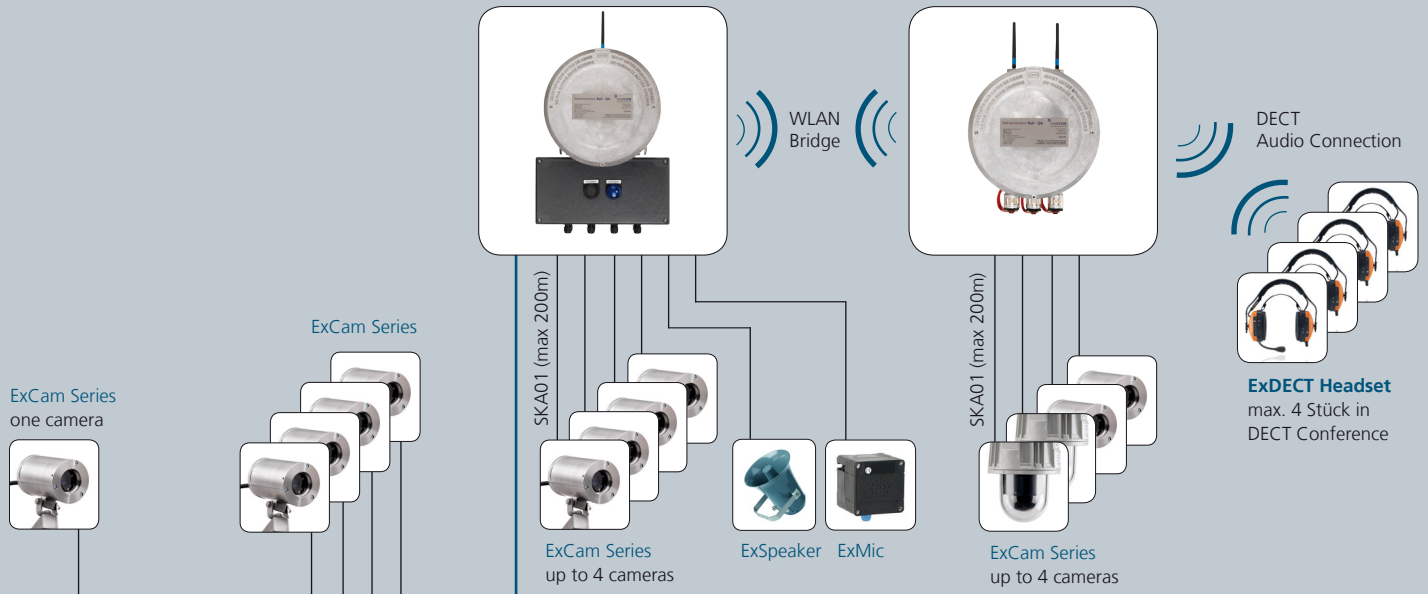 WLAN
Bridge
DECT
Audio Connection
SKA01 (max 200m)
SKA01 (max 200m)
ExCam Series
ExCam Series
one camera
ExDECT Headset
max. 4 Stück in
DECT Conference
ExCam Series
up to 4 cameras
ExSpeaker
ExMic
ExCam Series
up to 4 cameras